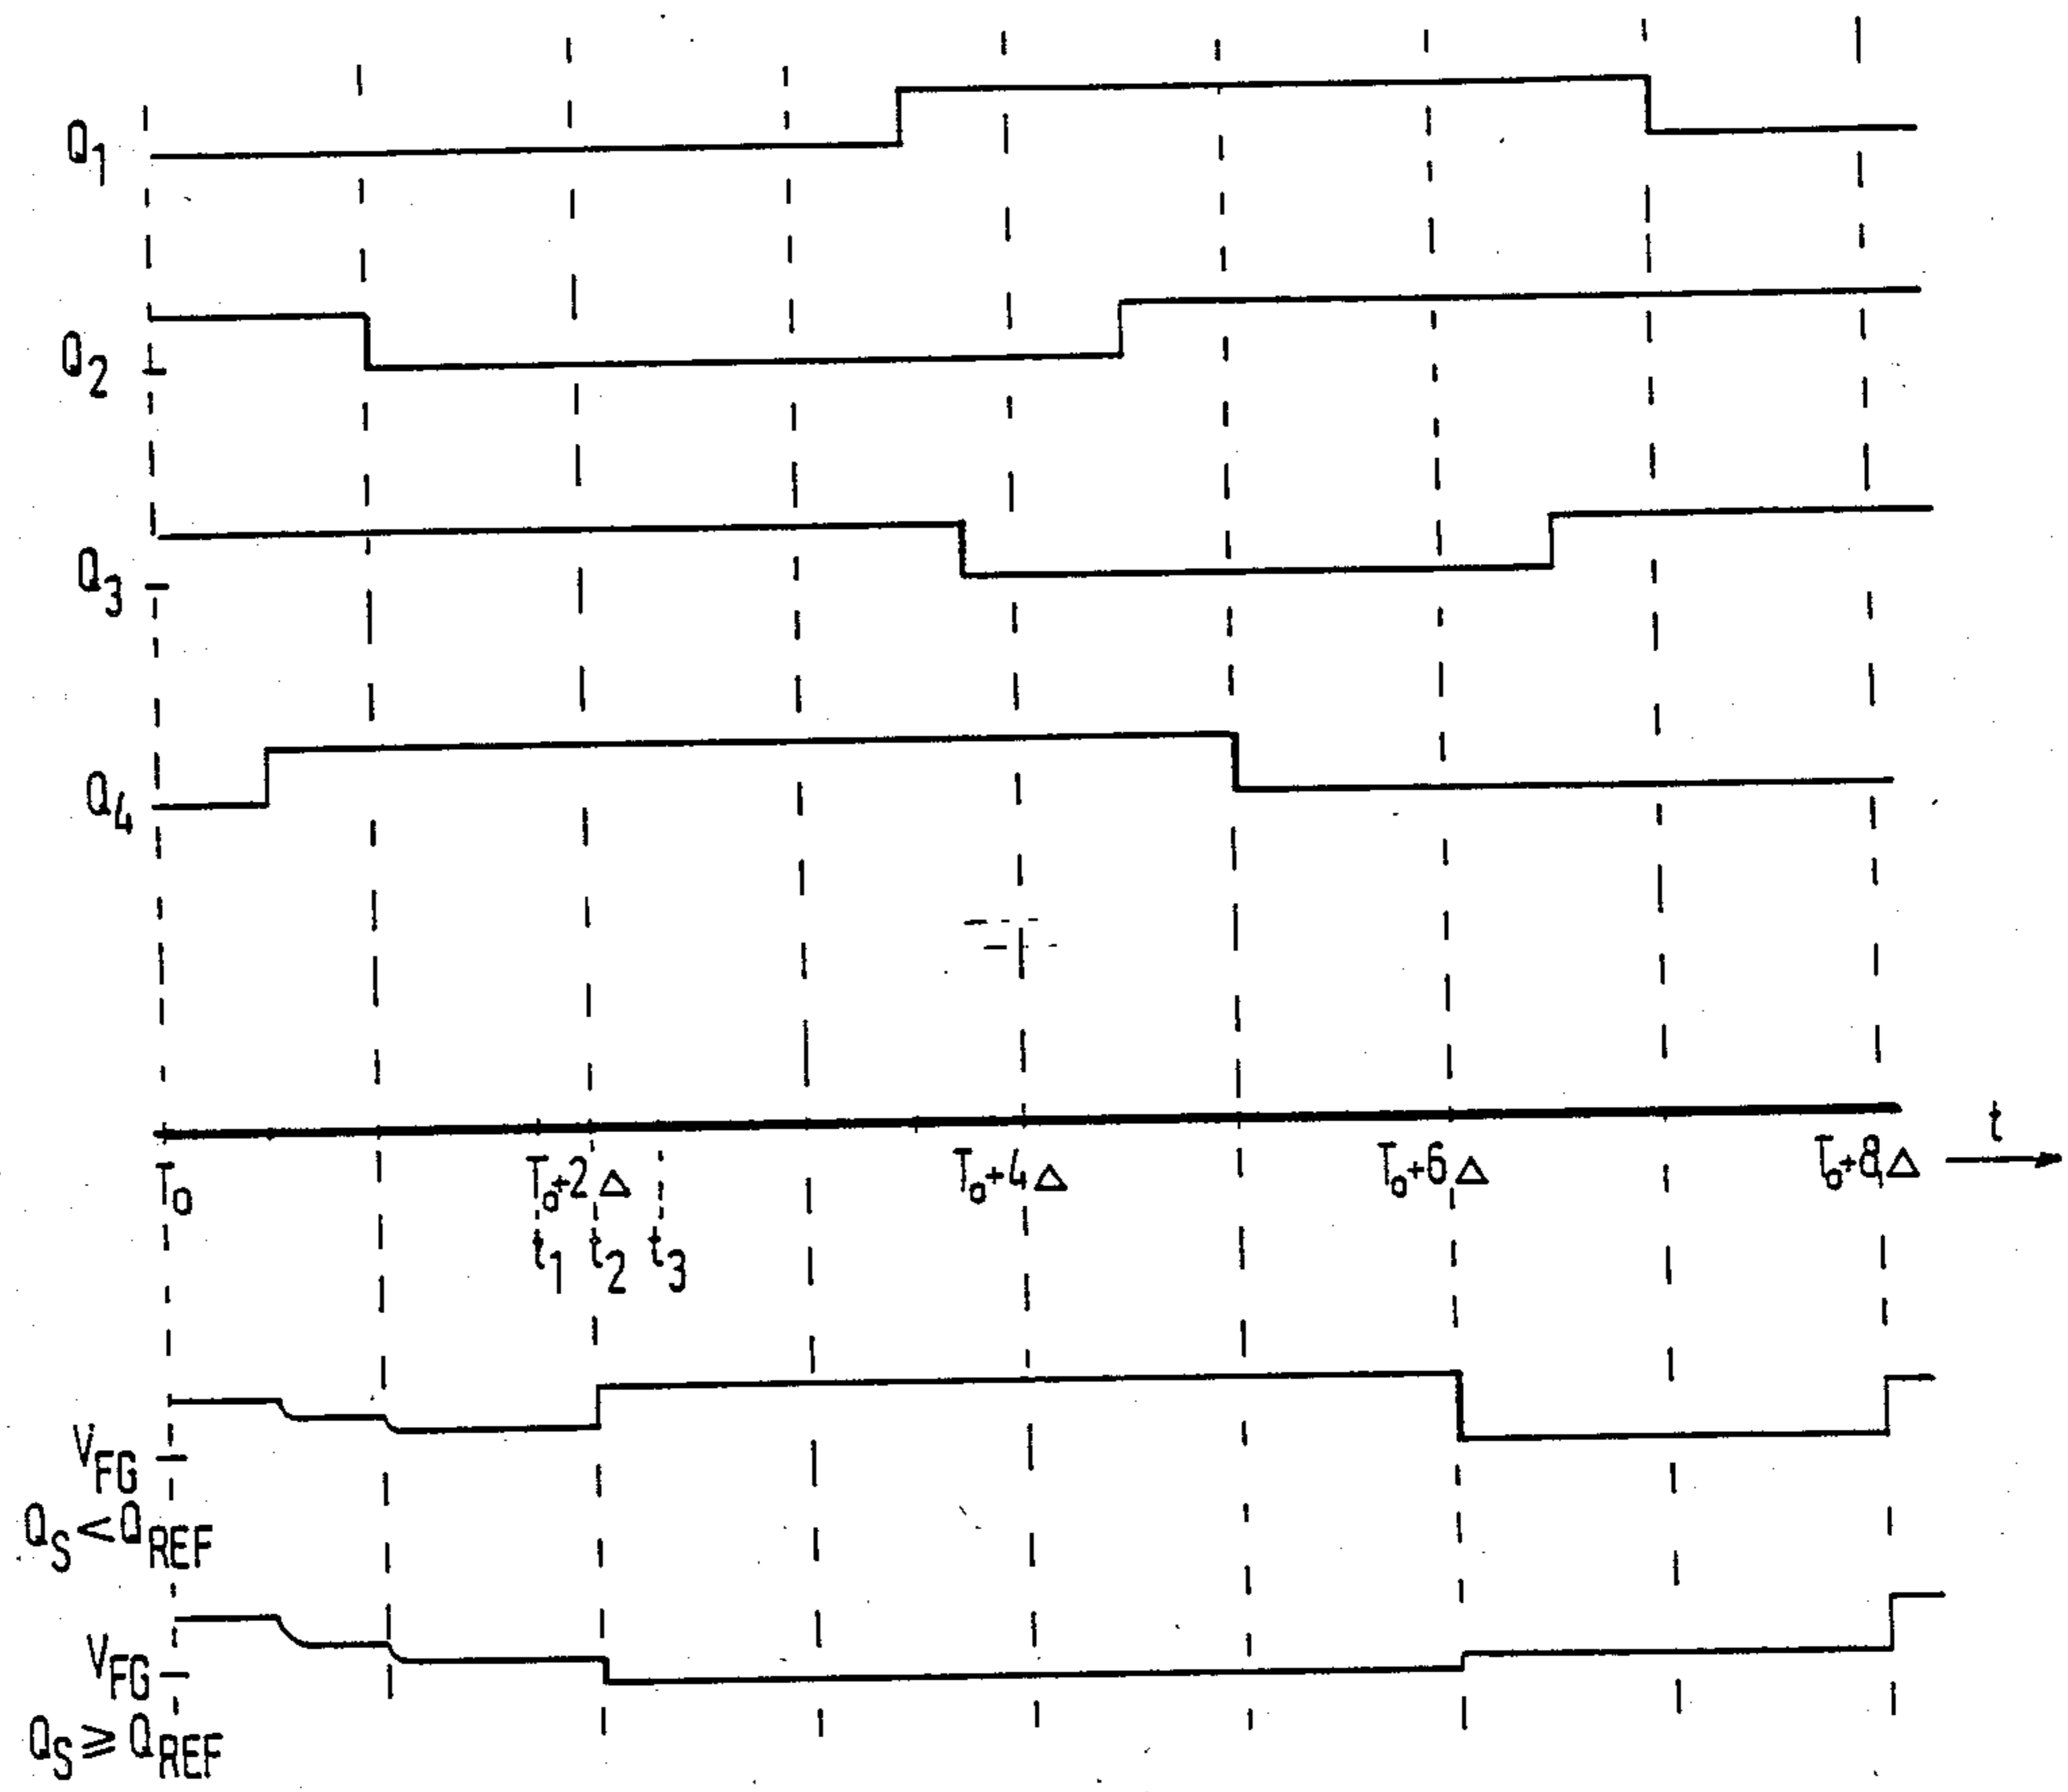 Q1
Q2
Q3
Q4
T0 T0+2Δ T0+4Δ T0+6Δ T0+8Δ t
t1 t2 t3
VFG
QS<QREF
VFG
QS≥QREF